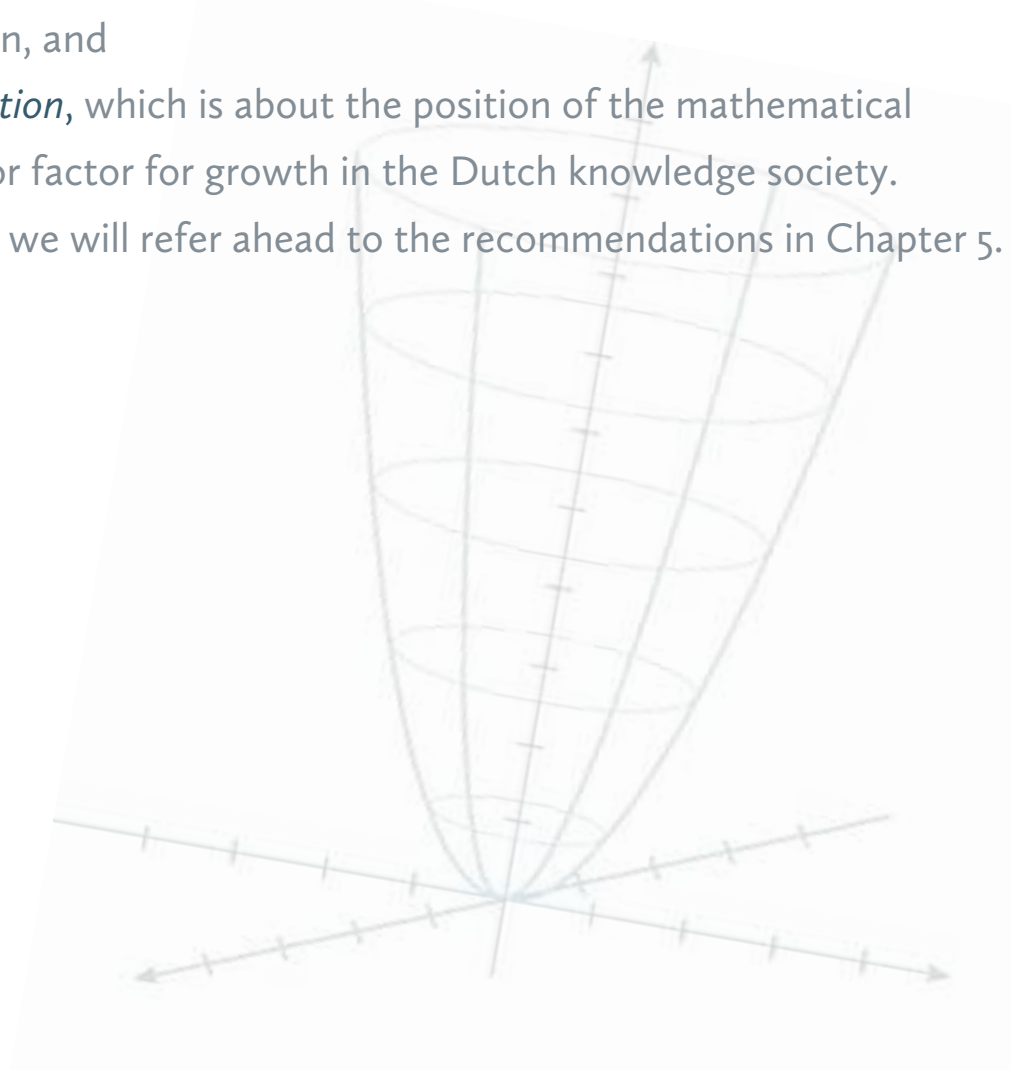 n, and
tion, which is about the position of the mathematical
or factor for growth in the Dutch knowledge society.
we will refer ahead to the recommendations in Chapter 5.